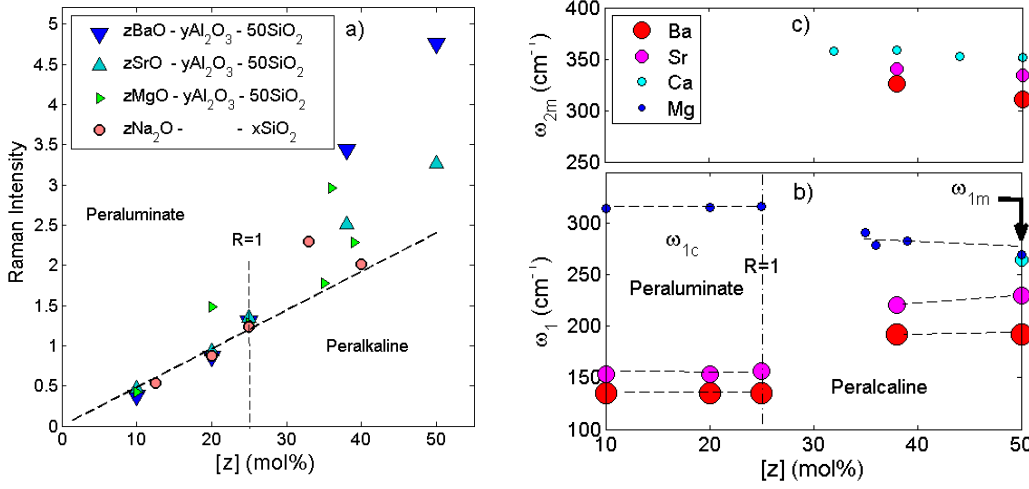 5
4.5
4
3.5
3
2.5
2
1.5
1
0.5
0
Raman Intensity
a)
zBaO - yAl₂O₃ - 50SiO₂
zSrO - yAl₂O₃ - 50SiO₂
zMgO - yAl₂O₃ - 50SiO₂
zNa₂O - - xSiO₂
Peraluminate
R=1
Peralkaline
0 10 20 30 40 50
[z] (mol%)
c)
Ba
Sr
Ca
Mg
400
350
300
250
ω₂ₘ (cm⁻¹)
b)
ω₁ₘ
300
250
200
150
100
ω₁ (cm⁻¹)
ω₁c
R=1
Peraluminate
Peralcaline
10 20 30 40 50
[z] (mol%)